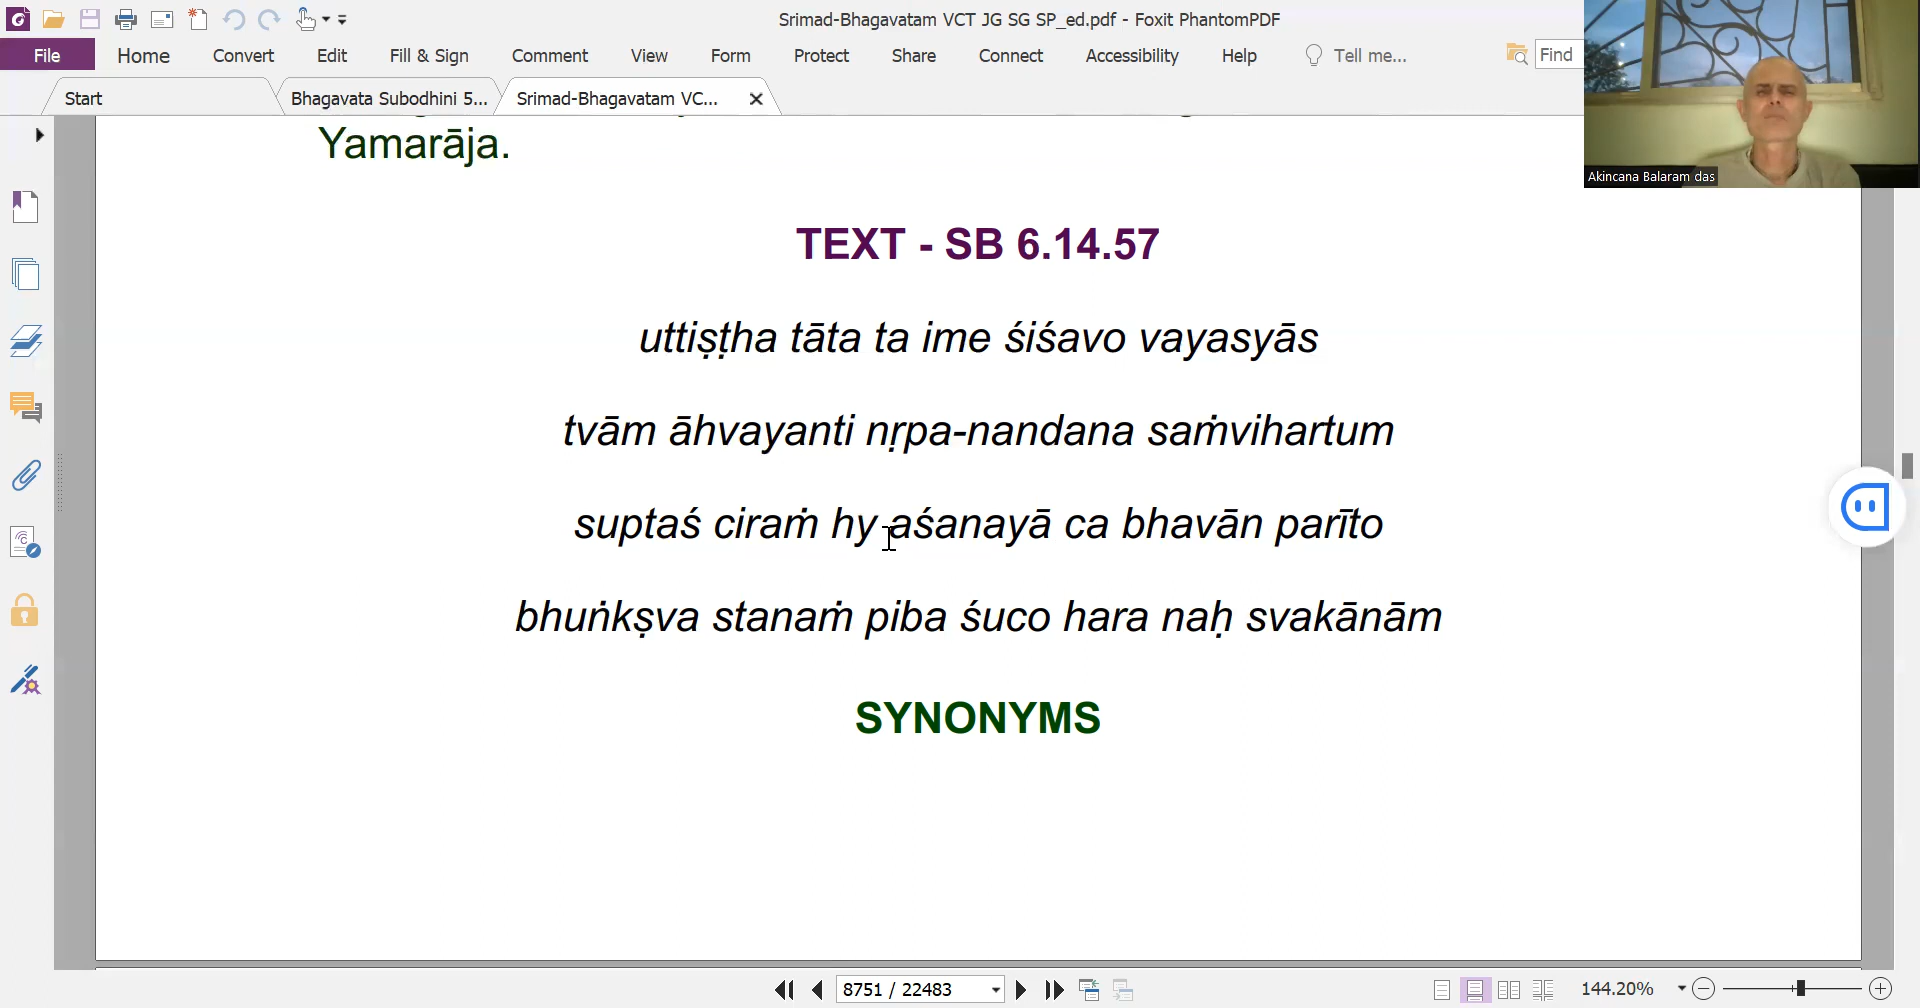 Srimad-Bhagavatam VCT JG SG SP_ed.pdf - Foxit PhantomPDF
File Home Convert Edit Fill & Sign Comment View Form Protect Share Connect Accessibility Help Tell me... Find
Start Bhagavata Subodhini 5... Srimad-Bhagavatam VC...
Akincana Balaram das
Yamarāja.
TEXT - SB 6.14.57
uttiṣṭha tāta ta ime śiśavo vayasyās
tvām āhvayanti nṛpa-nandana saṁvihartum
suptaś ciraṁ hy aśanayā ca bhavān parīto
bhuṅkṣva stanaṁ piba śuco hara naḥ svakānām
SYNONYMS
8751 / 22483 144.20%